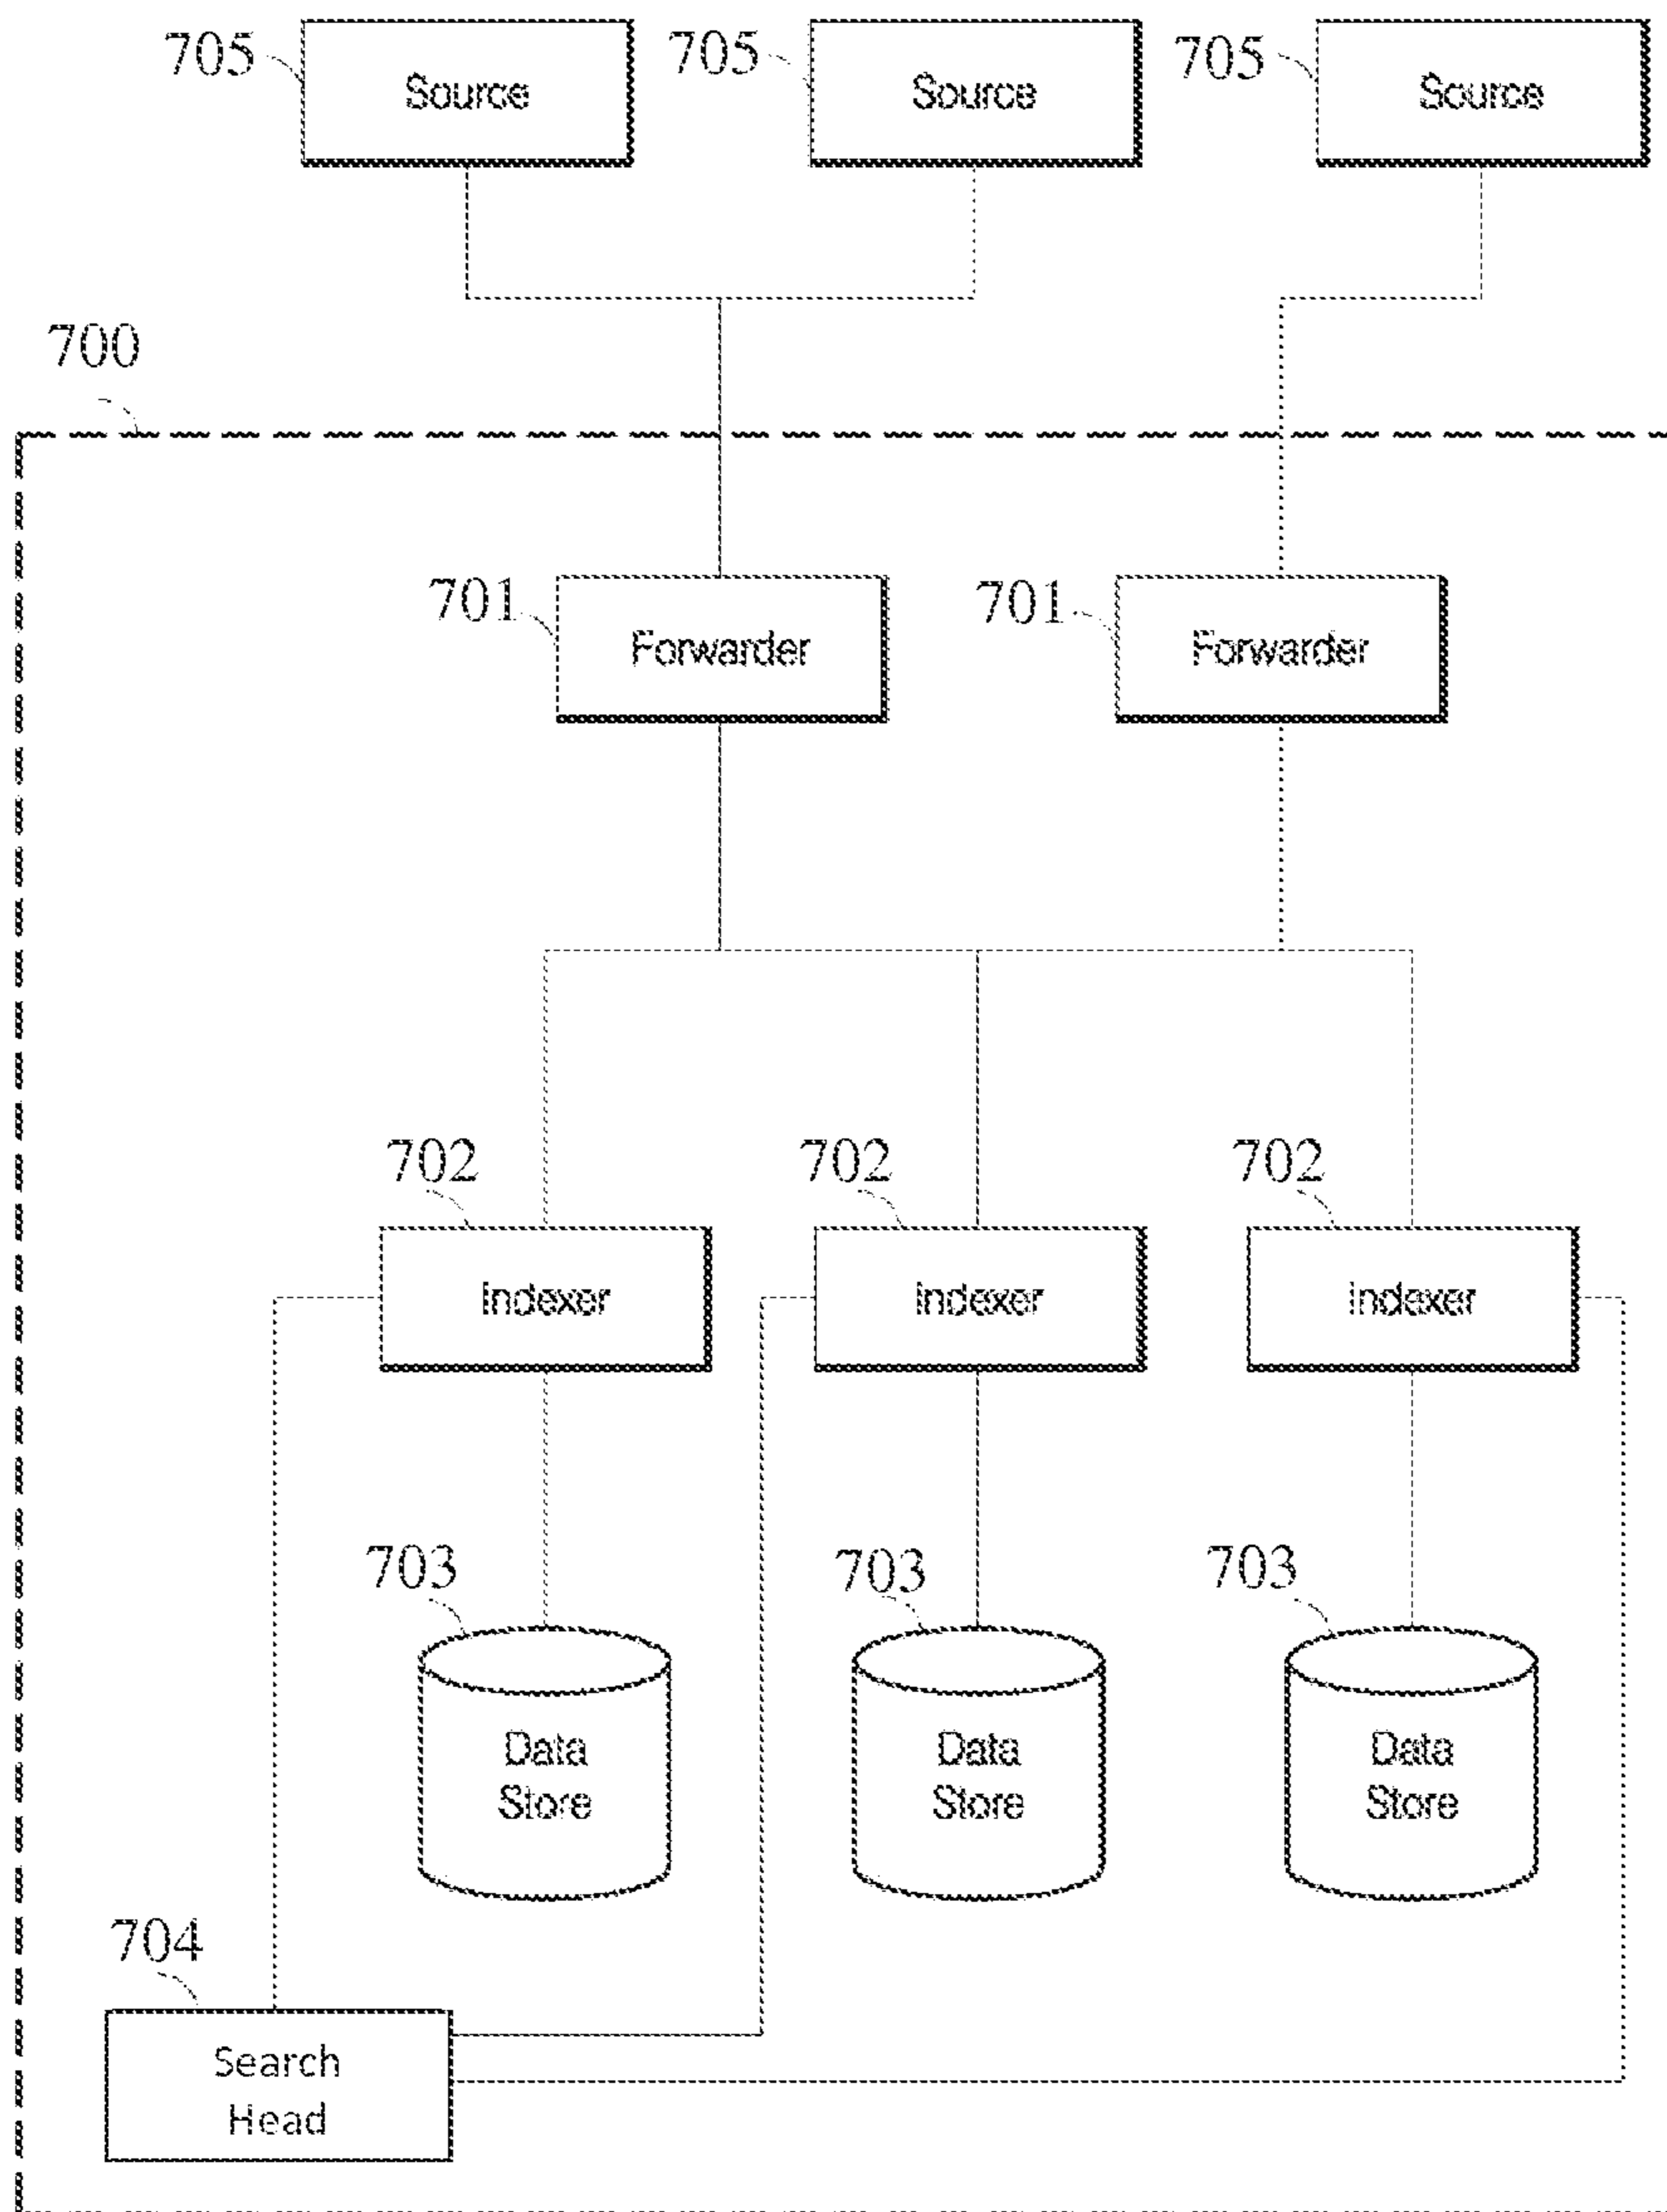 705
Source
705
Source
705
Source
700
701
Forwarder
701
Forwarder
702
Indexer
702
Indexer
702
Indexer
703
Data
Store
703
Data
Store
703
Data
Store
704
Search
Head